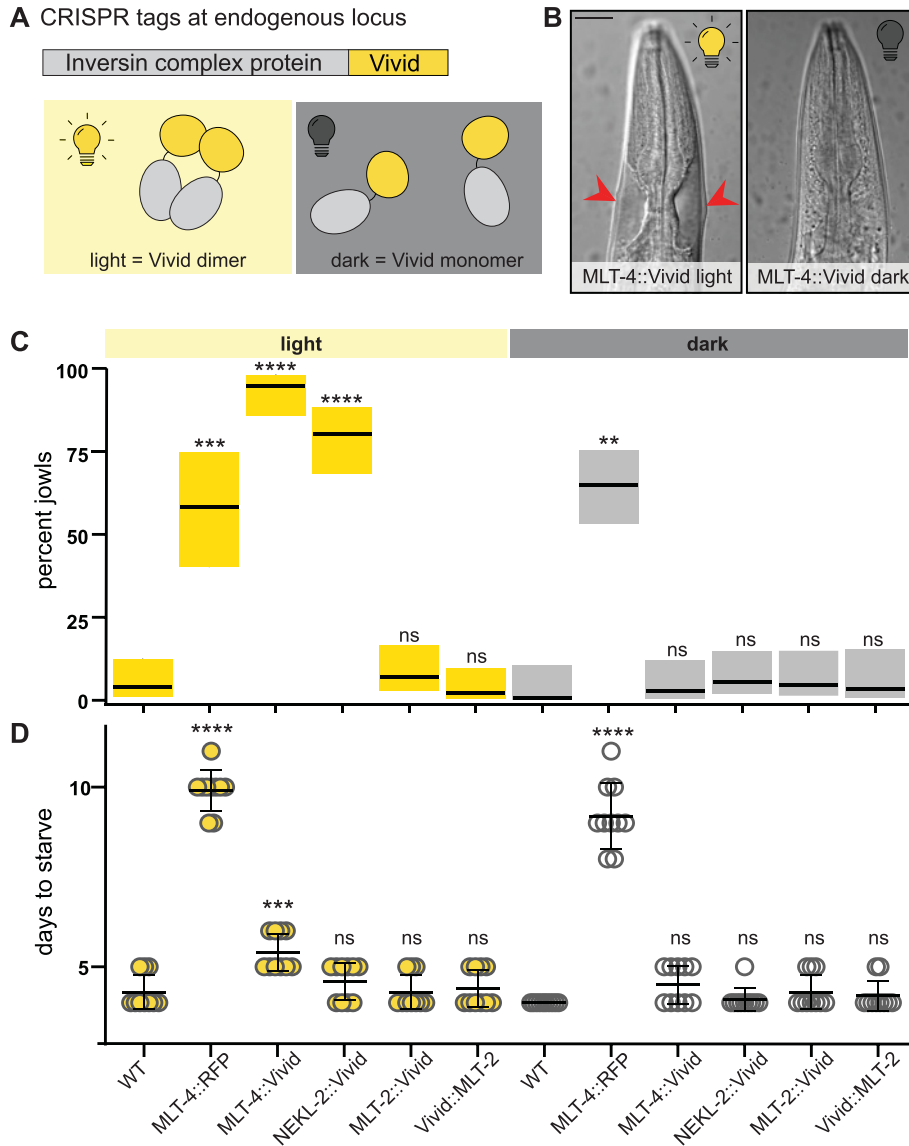 A CRISPR tags at endogenous locus
Inversin complex protein Vivid
light = Vivid dimer
dark = Vivid monomer
B
MLT-4::Vivid light
MLT-4::Vivid dark
C
light
dark
percent jowls
100
75
50
25
0
***
****
****
ns
ns
**
ns
ns
ns
ns
D
days to starve
10
5
****
***
ns
ns
ns
****
ns
ns
ns
ns
WT
MLT-4::RFP
MLT-4::Vivid
NEKL-2::Vivid
MLT-2::Vivid
Vivid::MLT-2
WT
MLT-4::RFP
MLT-4::Vivid
NEKL-2::Vivid
MLT-2::Vivid
Vivid::MLT-2